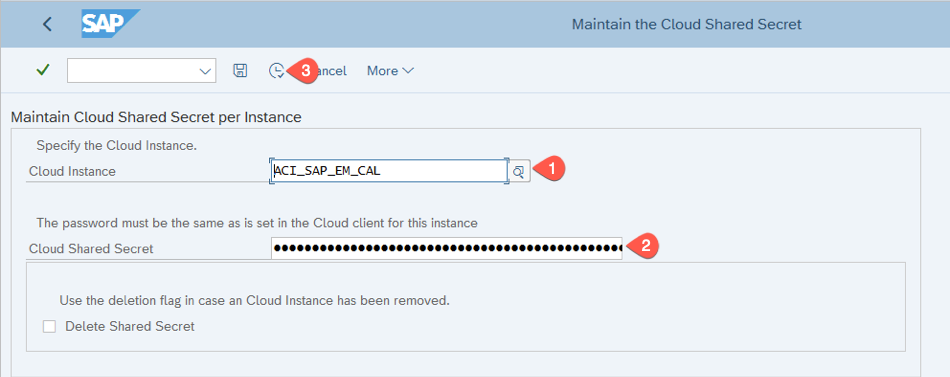 SAP
Maintain the Cloud Shared Secret
3
ancel
More
Maintain Cloud Shared Secret per Instance
Specify the Cloud Instance.
Cloud Instance
ACI_SAP_EM_CAL
1
The password must be the same as is set in the Cloud client for this instance
Cloud Shared Secret
●●●●●●●●●●●●●●●●●●●●●●●●●●●●●●●●●●●●●●●●●●●●●●
2
Use the deletion flag in case an Cloud Instance has been removed.
Delete Shared Secret